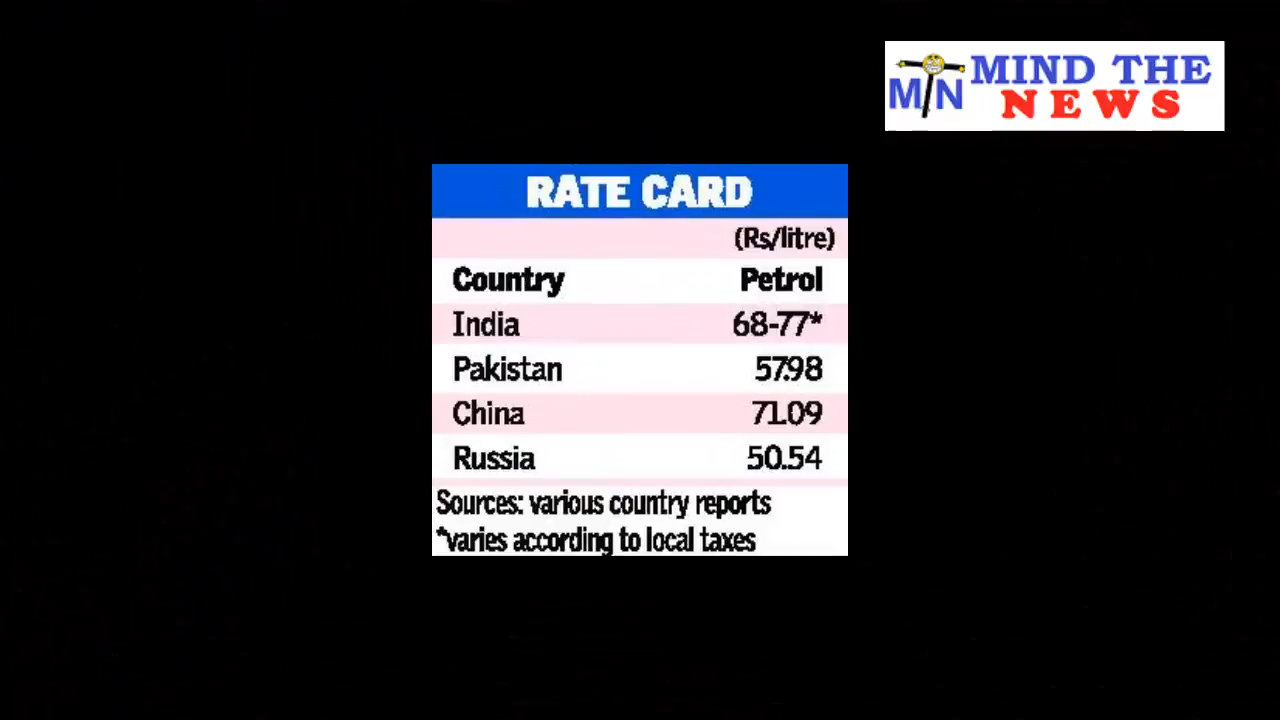 MIN MIND THE
NEWS
RATE CARD
(Rs/litre)
Country Petrol
India 68-77*
Pakistan 57.98
China 71.09
Russia 50.54
Sources: various country reports
*varies according to local taxes